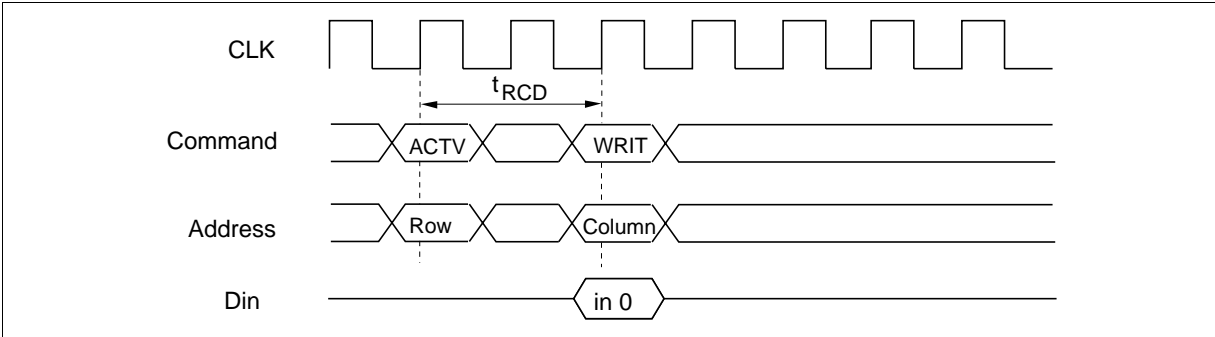 CLK
tRCD
Command
ACTV
WRIT
Address
Row
Column
Din
in 0